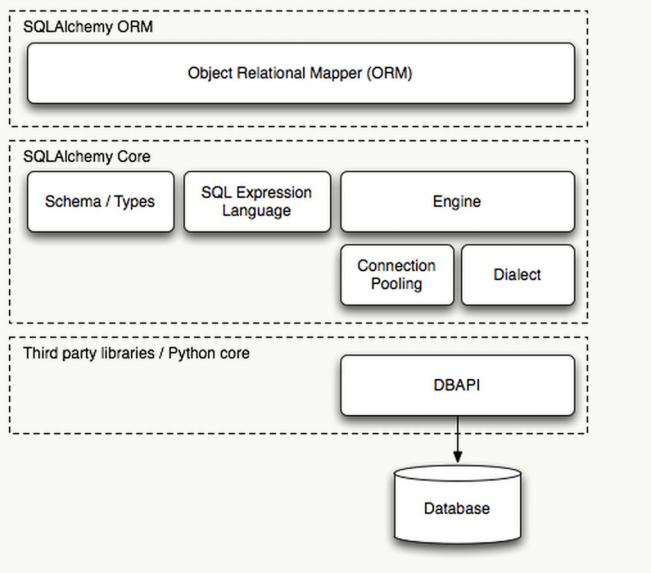 SQLAlchemy ORM
Object Relational Mapper (ORM)
SQLAlchemy Core
Schema / Types
SQL Expression
Language
Engine
Connection
Pooling
Dialect
Third party libraries / Python core
DBAPI
Database